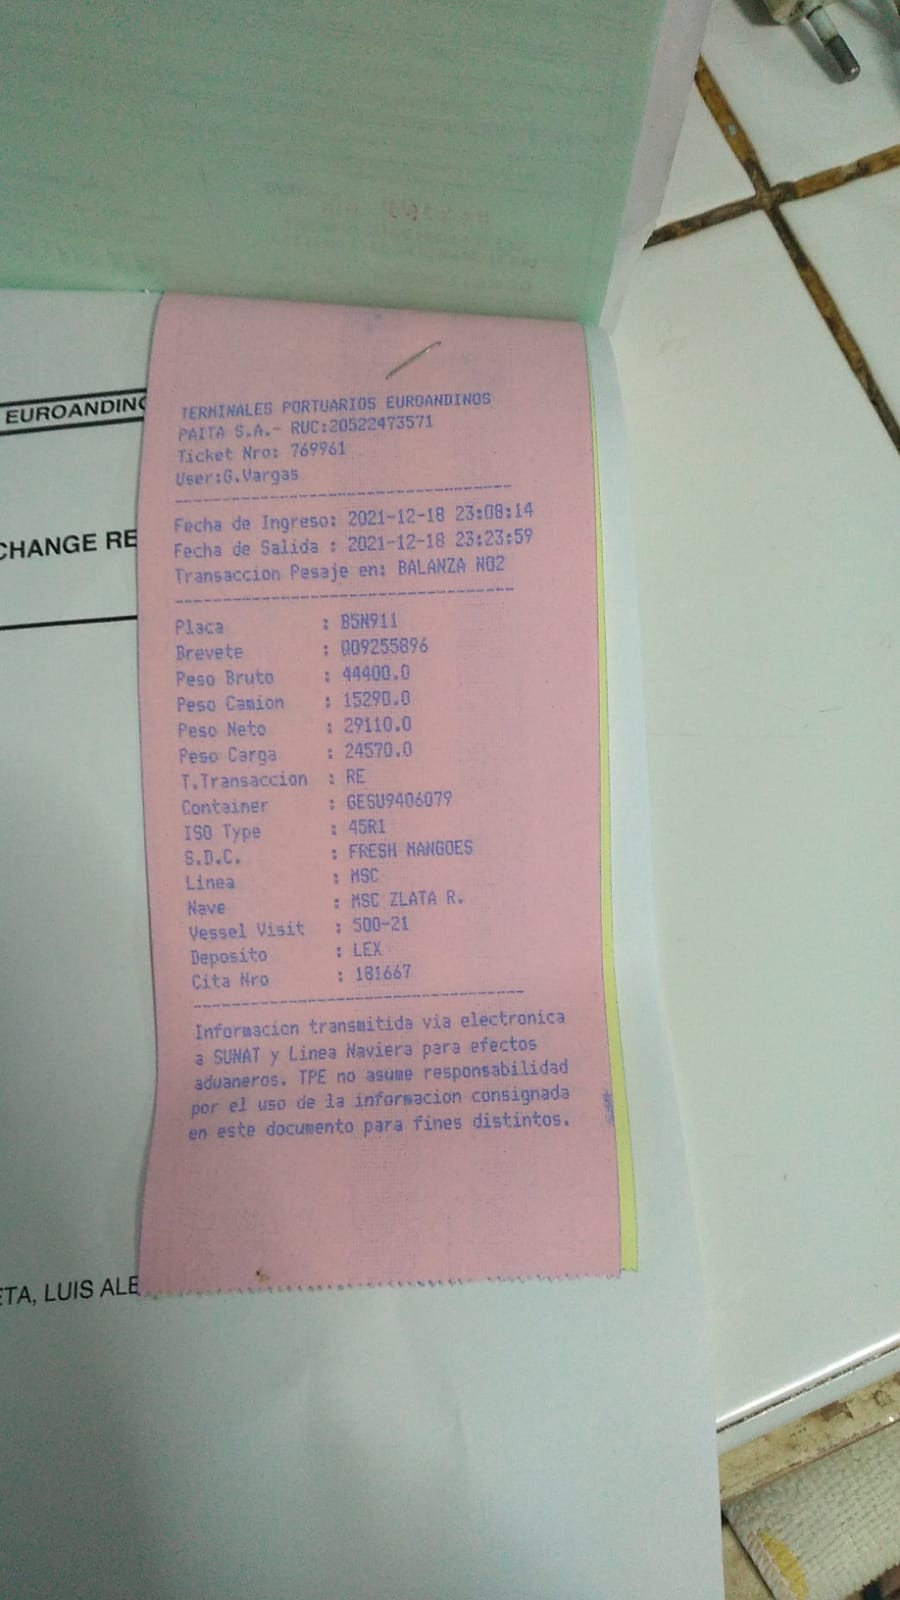 EUROANDINO
CHANGE RE
TERMINALES PORTUARIOS EUROANDINOS
PAITA S.A.- RUC:20522473571
Ticket Nro: 769961
User:G.Vargas
--------------------------------
Fecha de Ingreso: 2021-12-18 23:08:14
Fecha de Salida : 2021-12-18 23:23:59
Transaccion Pesaje en: BALANZA NO2
--------------------------------
Placa : B5N911
Brevete : Q09255896
Peso Bruto : 44400.0
Peso Camion : 15290.0
Peso Neto : 29110.0
Peso Carga : 24570.0
T.Transaccion : RE
Container : GESU9406079
ISO Type : 45R1
S.D.C. : FRESH MANGOES
Linea : MSC
Nave : MSC ZLATA R.
Vessel Visit : 500-21
Deposito : LEX
Cita Nro : 181667
--------------------------------
Informacion transmitida via electronica
a SUNAT y Linea Naviera para efectos
aduaneros. TPE no asume responsabilidad
por el uso de la informacion consignada
en este documento para fines distintos.
ETA, LUIS ALE